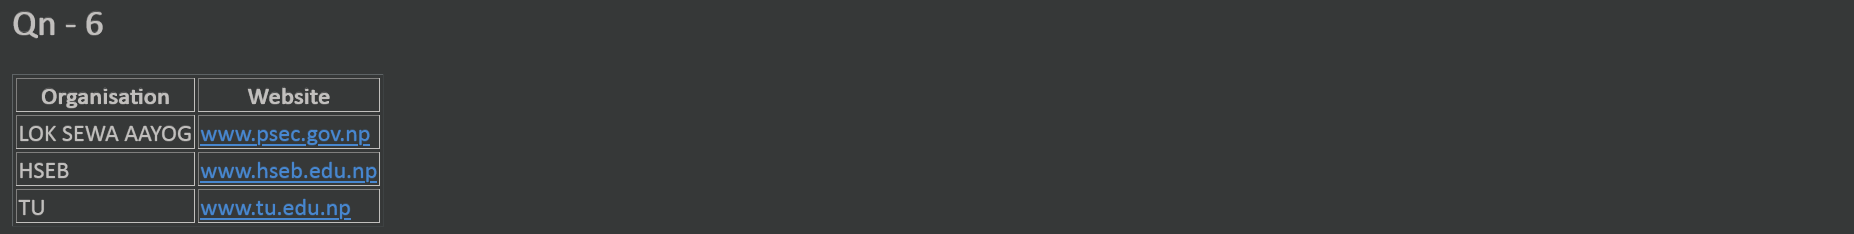 Qn - 6
Organisation Website
LOK SEWA AAYOG www.psec.gov.np
HSEB www.hseb.edu.np
TU www.tu.edu.np